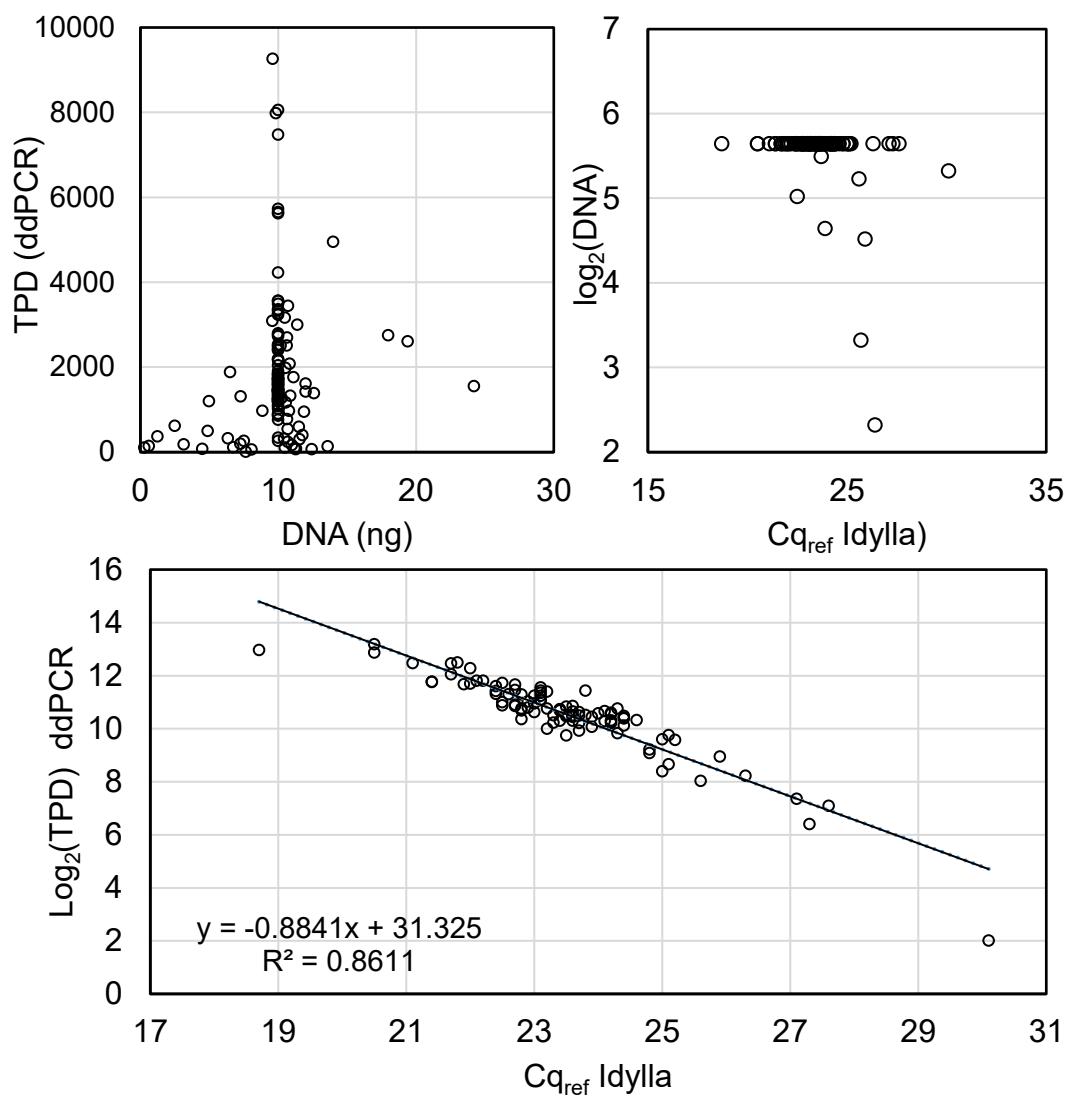 10000
8000
6000
4000
2000
0
TPD (ddPCR)
0 10 20 30
DNA (ng)
7
6
5
4
3
2
log₂(DNA)
15 25 35
Cq_ref Idylla)
16
14
12
10
8
6
4
2
0
Log₂(TPD) ddPCR
y = -0.8841x + 31.325
R² = 0.8611
17 19 21 23 25 27 29 31
Cq_ref Idylla